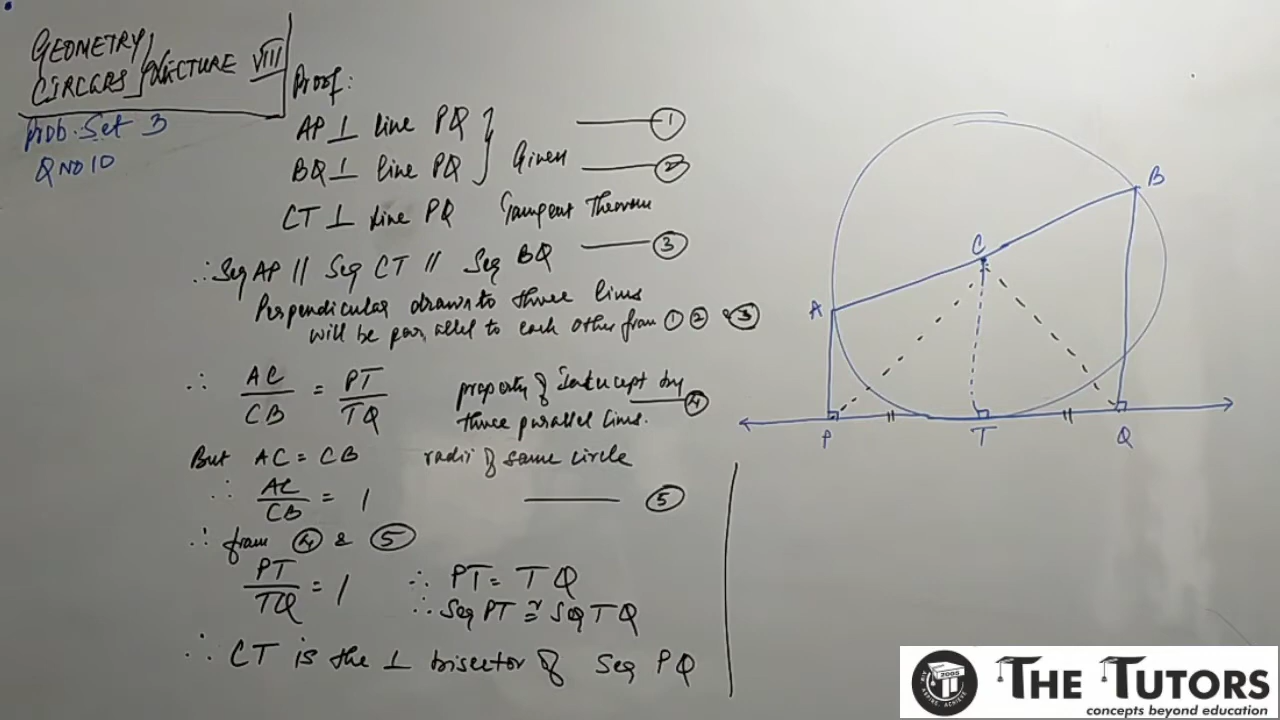 GEOMETRY
CIRCLES LECTURE VIII
Prob. Set 3
Q NO 10
Proof:
AP ⊥ line PQ ——— ①
BQ ⊥ line PQ } Given ——— ②
CT ⊥ line PQ Tangent Theorem ——— ③
∴ Seg AP // Seg CT // Seg BQ
Perpendicular drawn to three lines
will be parallel to each other from ① ② & ③
∴ AC/CB = PT/TQ property of Intercept by three parallel lines. ——— ④
But AC = CB radii of same circle
∴ AC/CB = 1 ——— ⑤
∴ from ④ & ⑤
PT/TQ = 1 ∴ PT = TQ
∴ Seg PT ≅ Seg TQ
∴ CT is the ⊥ bisector of Seg PQ
B
C
A
P
T
Q
2005
THE TUTORS
concepts beyond education